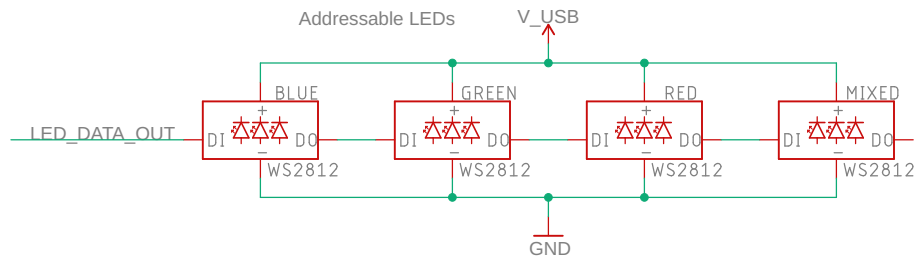 Addressable LEDs
V_USB
BLUE
GREEN
RED
MIXED
+
+
+
+
LED_DATA_OUT
DI
DO
DI
DO
DI
DO
DI
DO
WS2812
WS2812
WS2812
WS2812
GND